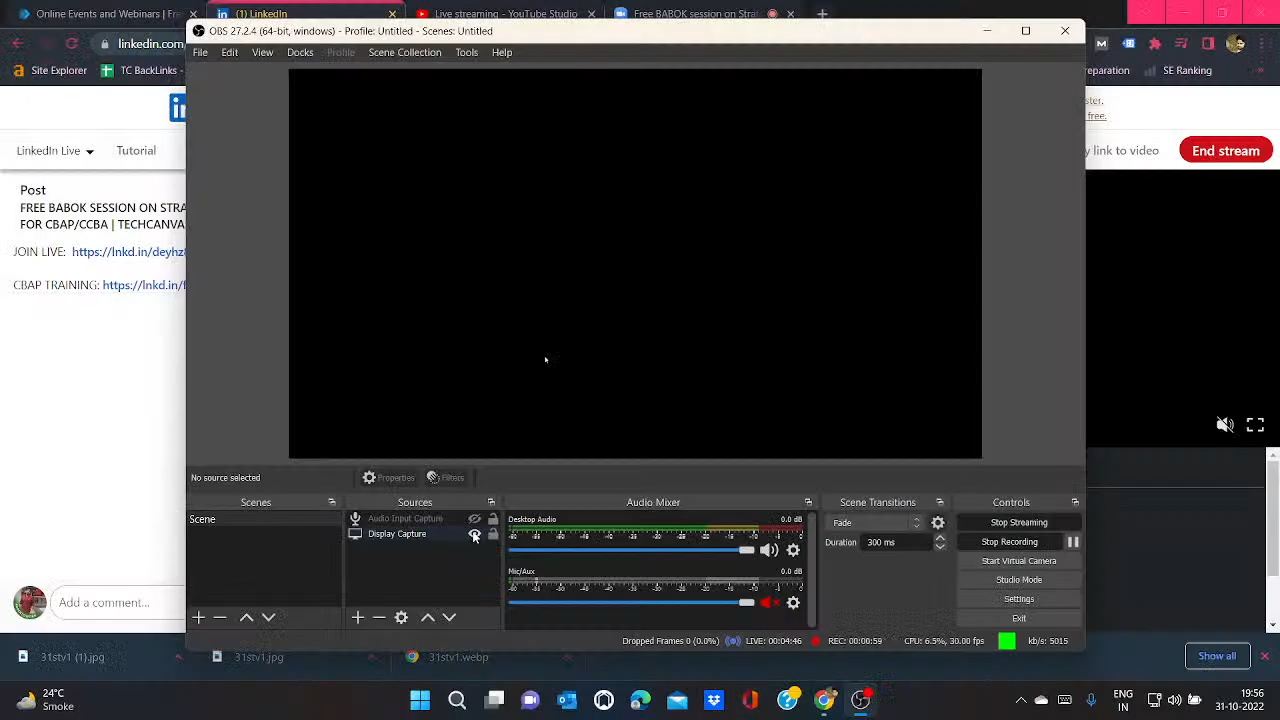 Online Events and Webinars | Fre
(1) LinkedIn
Live streaming - YouTube Studio
Free BABOK session on Strat
OBS 27.2.4 (64-bit, windows) - Profile: Untitled - Scenes: Untitled
linkedin.com
File Edit View Docks Profile Scene Collection Tools Help
Site Explorer
TC BackLinks -
eparation
SE Ranking
ster.
free.
LinkedIn Live
Tutorial
y link to video
End stream
Post
FREE BABOK SESSION ON STRA
FOR CBAP/CCBA | TECHCANVA
JOIN LIVE: https://lnkd.in/deyhz
CBAP TRAINING: https://lnkd.in/f
No source selected
Properties
Filters
Scenes
Sources
Audio Mixer
Scene Transitions
Controls
Scene
Audio Input Capture
Display Capture
Desktop Audio
0.0 dB
Mic/Aux
0.0 dB
Fade
Duration 300 ms
Stop Streaming
Stop Recording
Start Virtual Camera
Studio Mode
Settings
Exit
Add a comment...
Dropped Frames 0 (0.0%)
LIVE: 00:04:46
REC: 00:00:59
CPU: 6.5%, 30.00 fps
kb/s: 5015
31stv1 (1).jpg
31stv1 (1).jpg
31stv1.webp
Show all
24°C
Smoke
ENG
IN
19:56
31-10-2022